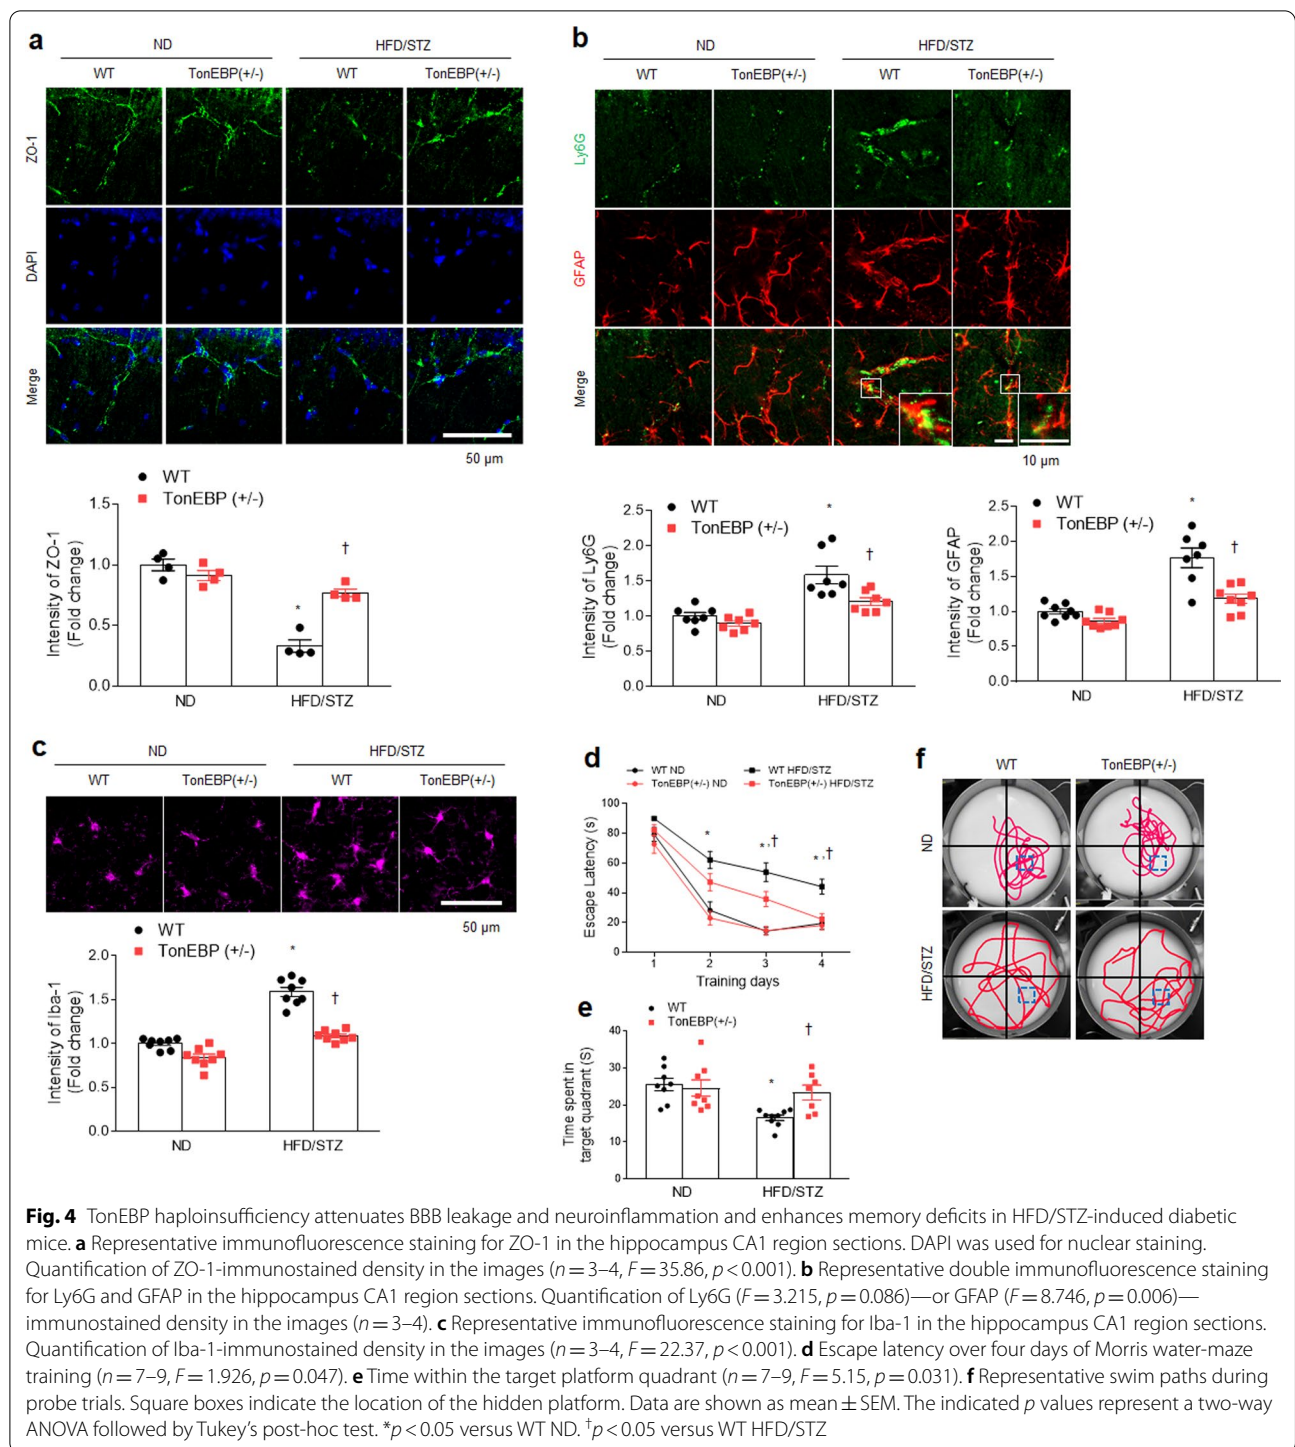 a
ND
HFD/STZ
WT
TonEBP(+/-)
WT
TonEBP(+/-)
ZO-1
DAPI
Merge
50 µm
WT
TonEBP (+/-)
Intensity of ZO-1
(Fold change)
1.5
1.0
0.5
0.0
*
†
ND
HFD/STZ
b
ND
HFD/STZ
WT
TonEBP(+/-)
WT
TonEBP(+/-)
Ly6G
GFAP
Merge
10 µm
WT
TonEBP (+/-)
Intensity of Ly6G
(Fold change)
2.5
2.0
1.5
1.0
0.5
0.0
*
†
ND
HFD/STZ
WT
TonEBP (+/-)
Intensity of GFAP
(Fold change)
2.5
2.0
1.5
1.0
0.5
0.0
*
†
ND
HFD/STZ
c
ND
HFD/STZ
WT
TonEBP(+/-)
WT
TonEBP(+/-)
50 µm
WT
TonEBP (+/-)
Intensity of Iba-1
(Fold change)
2.0
1.5
1.0
0.5
0.0
*
†
ND
HFD/STZ
d
WT ND
WT HFD/STZ
TonEBP(+/-) ND
TonEBP(+/-) HFD/STZ
Escape Latency (s)
100
80
60
40
20
0
*
*,†
*,†
1 2 3 4
Training days
e
WT
TonEBP(+/-)
Time spent in
target quadrant (S)
40
30
20
10
0
*
†
ND
HFD/STZ
f
WT
TonEBP(+/-)
ND
HFD/STZ
Fig. 4 TonEBP haploinsufficiency attenuates BBB leakage and neuroinflammation and enhances memory deficits in HFD/STZ-induced diabetic
mice. a Representative immunofluorescence staining for ZO-1 in the hippocampus CA1 region sections. DAPI was used for nuclear staining.
Quantification of ZO-1-immunostained density in the images (n = 3–4, F = 35.86, p < 0.001). b Representative double immunofluorescence staining
for Ly6G and GFAP in the hippocampus CA1 region sections. Quantification of Ly6G (F = 3.215, p = 0.086)—or GFAP (F = 8.746, p = 0.006)—
immunostained density in the images (n = 3–4). c Representative immunofluorescence staining for Iba-1 in the hippocampus CA1 region sections.
Quantification of Iba-1-immunostained density in the images (n = 3–4, F = 22.37, p < 0.001). d Escape latency over four days of Morris water-maze
training (n = 7–9, F = 1.926, p = 0.047). e Time within the target platform quadrant (n = 7–9, F = 5.15, p = 0.031). f Representative swim paths during
probe trials. Square boxes indicate the location of the hidden platform. Data are shown as mean ± SEM. The indicated p values represent a two-way
ANOVA followed by Tukey's post-hoc test. *p < 0.05 versus WT ND. †p < 0.05 versus WT HFD/STZ